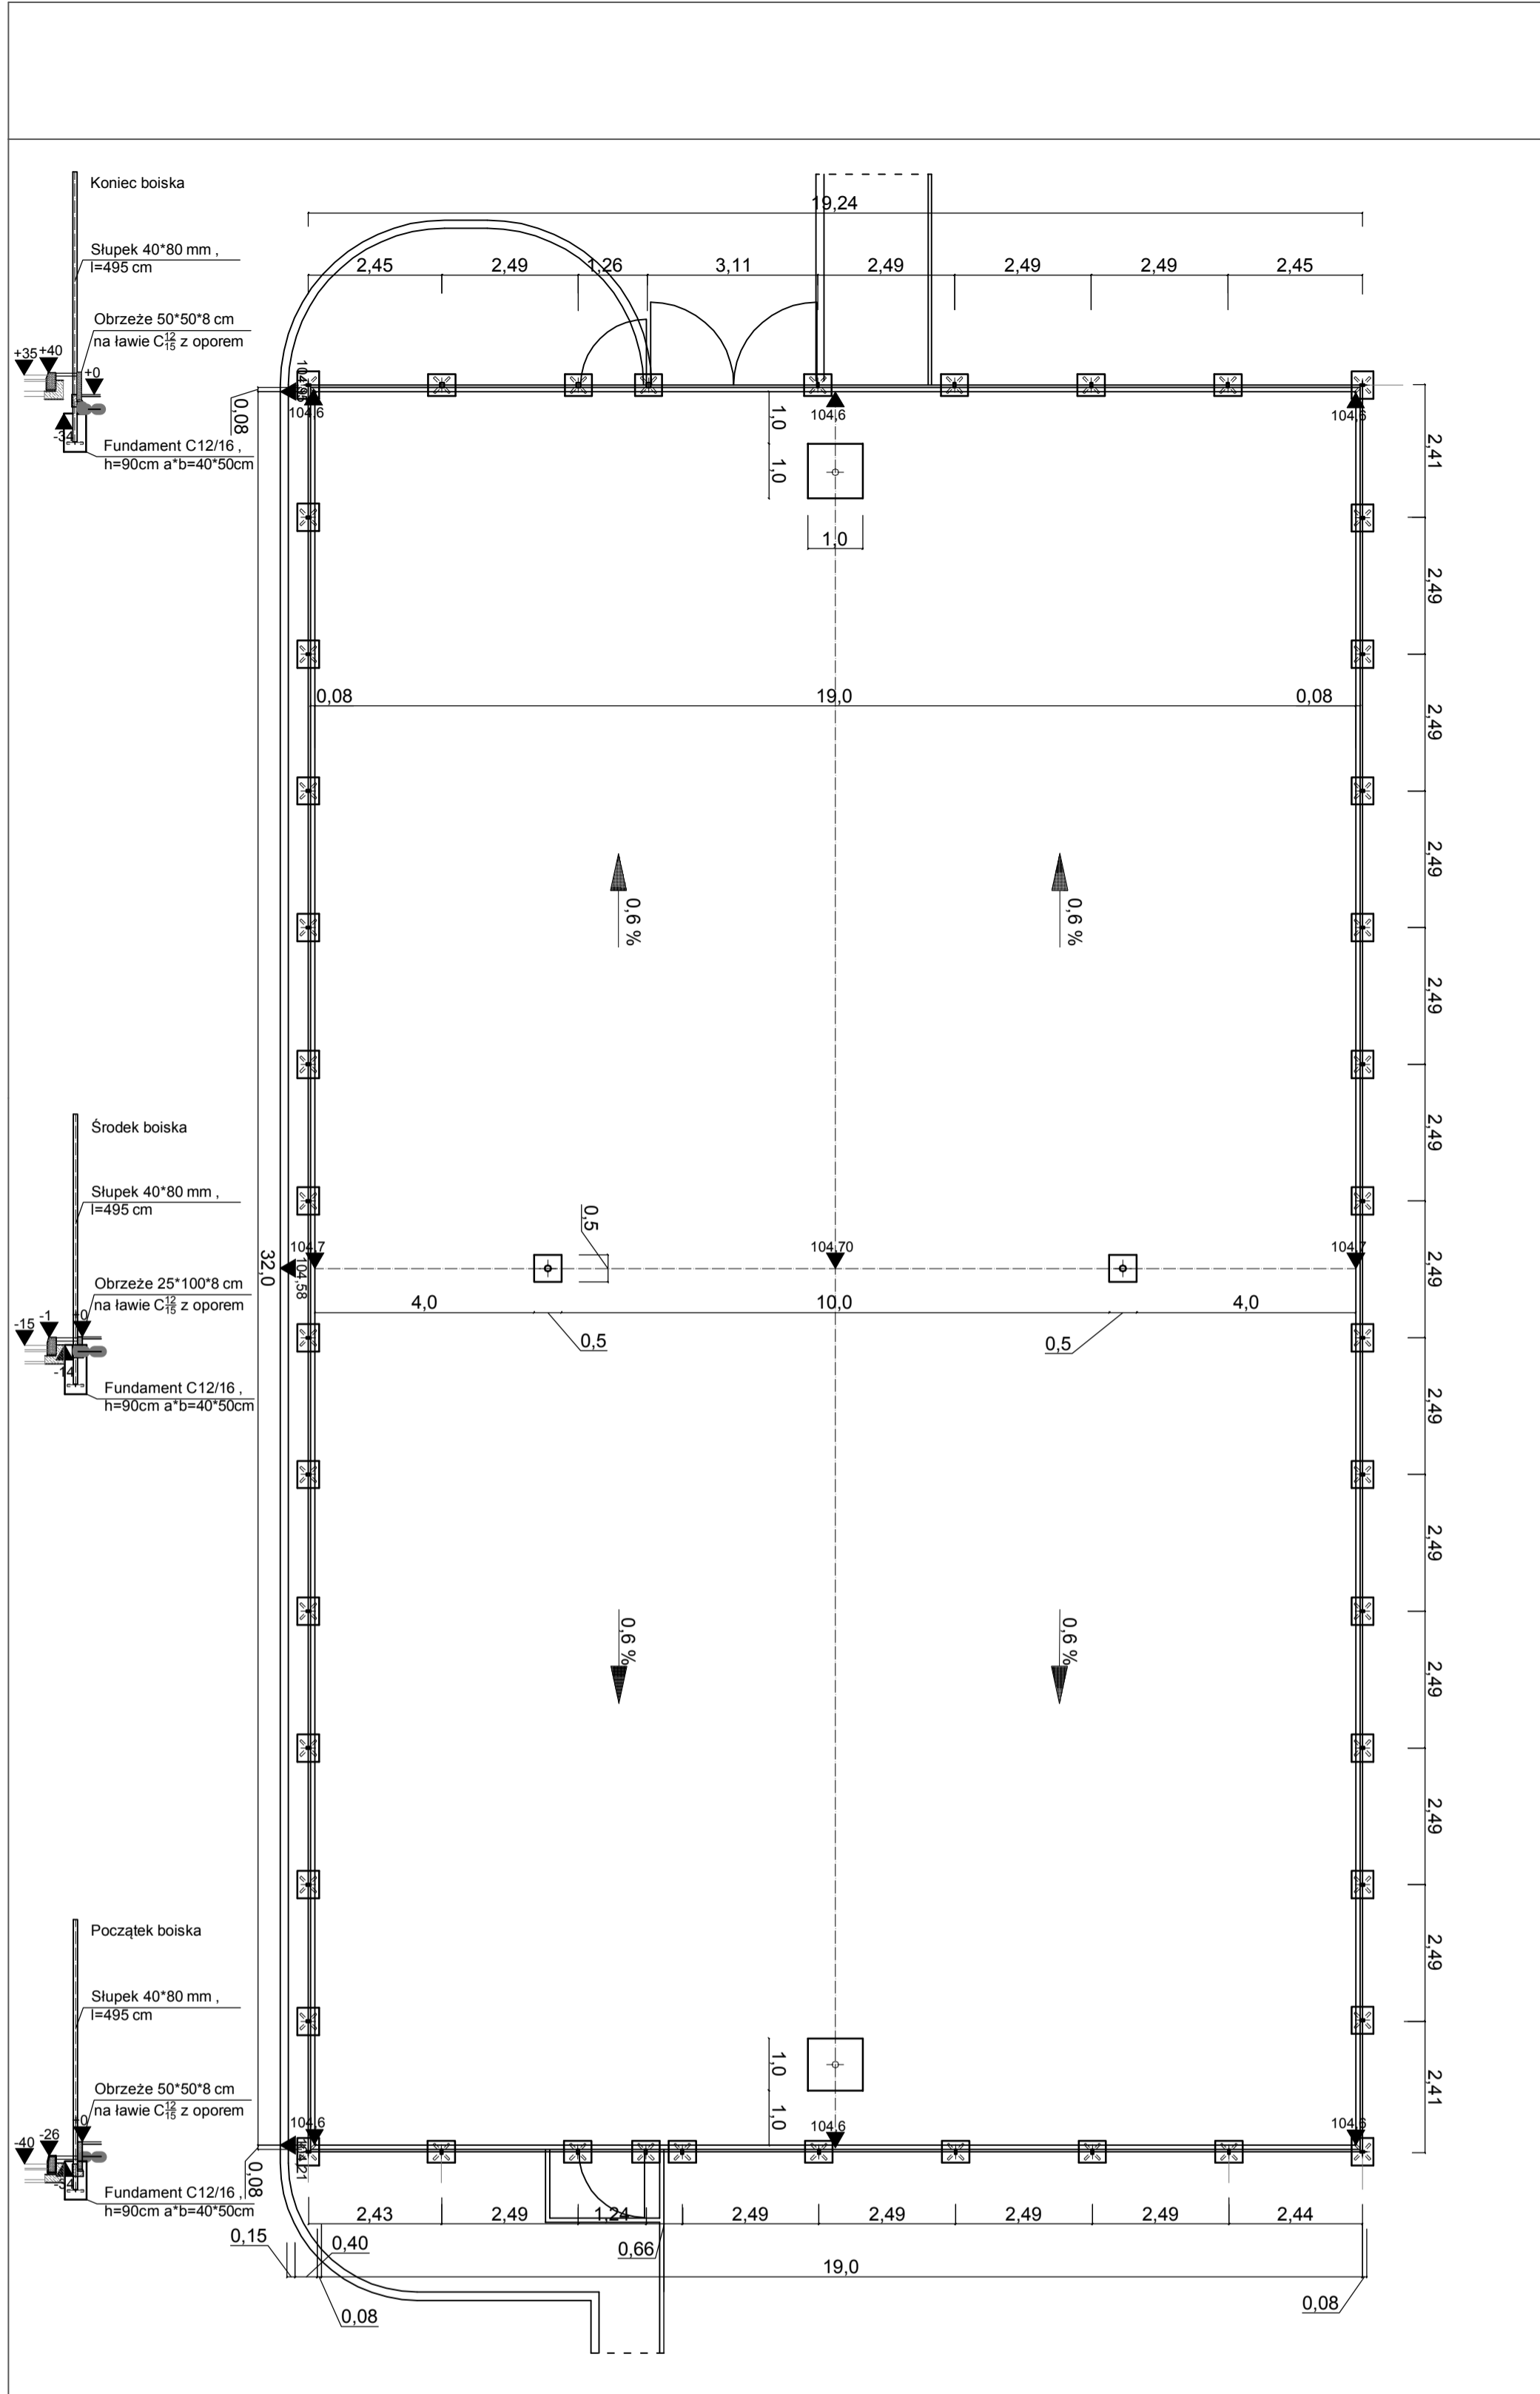 Koniec boiska
Słupek 40*80 mm ,
l=495 cm
Obrzeże 50*50*8 cm
na ławie C12/15 z oporem
+35 +40
+0
-34
Fundament C12/16 ,
h=90cm a*b=40*50cm
19,24
2,45 2,49 1,26 3,11 2,49 2,49 2,49 2,45
104,95
104,6 104,6 104,6
0,08
1,0
1,0
1,0
2,41
2,49
2,49
2,49
2,49
2,49
2,49
2,49
2,49
2,49
2,49
2,49
2,41
0,08 19,0 0,08
0,6 % 0,6 %
Środek boiska
Słupek 40*80 mm ,
l=495 cm
Obrzeże 25*100*8 cm
na ławie C12/15 z oporem
-15 -1 +0
-14
Fundament C12/16 ,
h=90cm a*b=40*50cm
32,0
104,7 104,70 104,7
104,58
0,5
4,0 10,0 4,0
0,5 0,5
0,6 % 0,6 %
Początek boiska
Słupek 40*80 mm ,
l=495 cm
Obrzeże 50*50*8 cm
na ławie C12/15 z oporem
-40 -26 +0
-54
Fundament C12/16 ,
h=90cm a*b=40*50cm
1,0
1,0
104,6 104,6 104,6
104,21
0,08
2,43 2,49 1,24 2,49 2,49 2,49 2,49 2,44
0,15 0,40 0,66
19,0
0,08 0,08